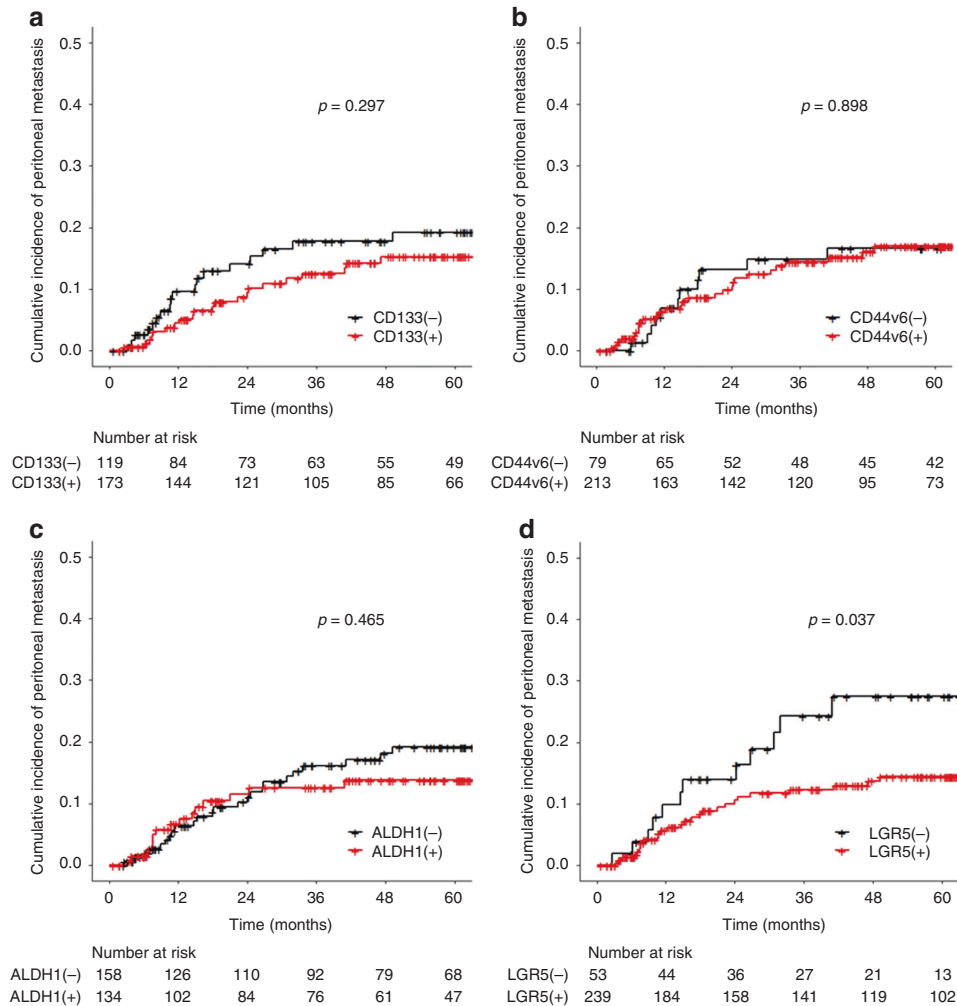 a
Cumulative incidence of peritoneal metastasis
0.5
0.4
0.3
0.2
0.1
0.0
p = 0.297
CD133(–)
CD133(+)
0 12 24 36 48 60
Time (months)
Number at risk
CD133(–) 119 84 73 63 55 49
CD133(+) 173 144 121 105 85 66
b
Cumulative incidence of peritoneal metastasis
0.5
0.4
0.3
0.2
0.1
0.0
p = 0.898
CD44v6(–)
CD44v6(+)
0 12 24 36 48 60
Time (months)
Number at risk
CD44v6(–) 79 65 52 48 45 42
CD44v6(+) 213 163 142 120 95 73
c
Cumulative incidence of peritoneal metastasis
0.5
0.4
0.3
0.2
0.1
0.0
p = 0.465
ALDH1(–)
ALDH1(+)
0 12 24 36 48 60
Time (months)
Number at risk
ALDH1(–) 158 126 110 92 79 68
ALDH1(+) 134 102 84 76 61 47
d
Cumulative incidence of peritoneal metastasis
0.5
0.4
0.3
0.2
0.1
0.0
p = 0.037
LGR5(–)
LGR5(+)
0 12 24 36 48 60
Time (months)
Number at risk
LGR5(–) 53 44 36 27 21 13
LGR5(+) 239 184 158 141 119 102